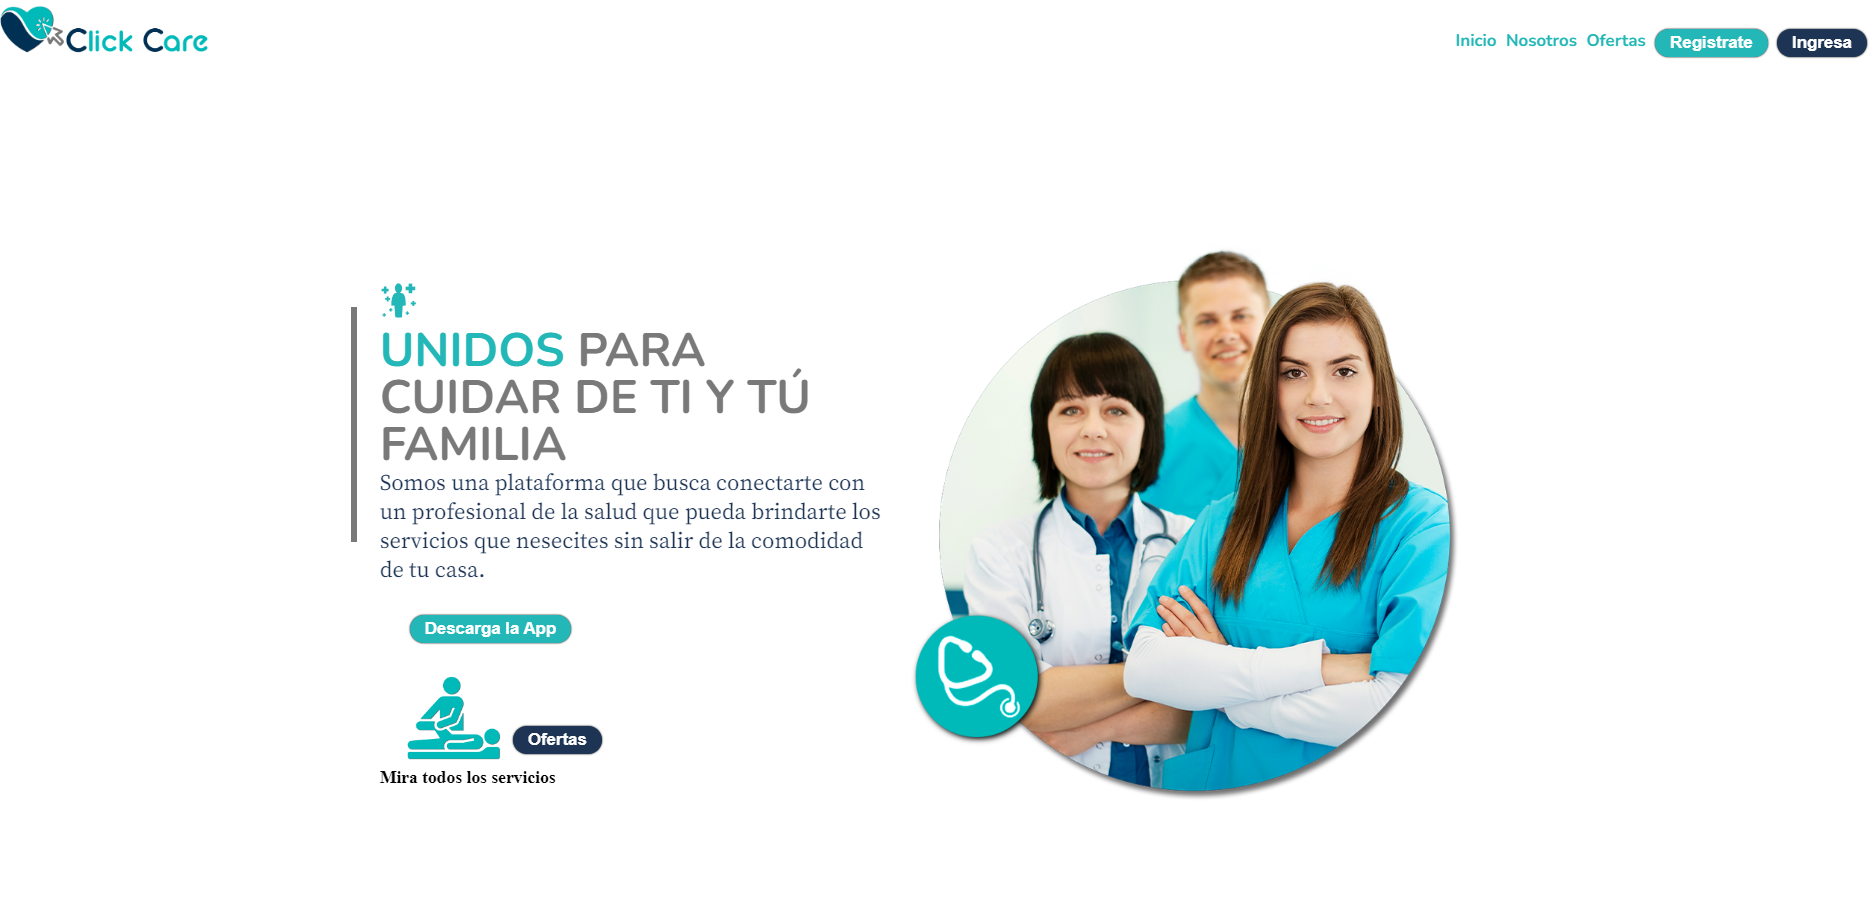 Click Care
Inicio Nosotros Ofertas Registrate Ingresa
UNIDOS PARA
CUIDAR DE TI Y TÚ
FAMILIA
Somos una plataforma que busca conectarte con
un profesional de la salud que pueda brindarte los
servicios que nesecites sin salir de la comodidad
de tu casa.
Descarga la App
Ofertas
Mira todos los servicios